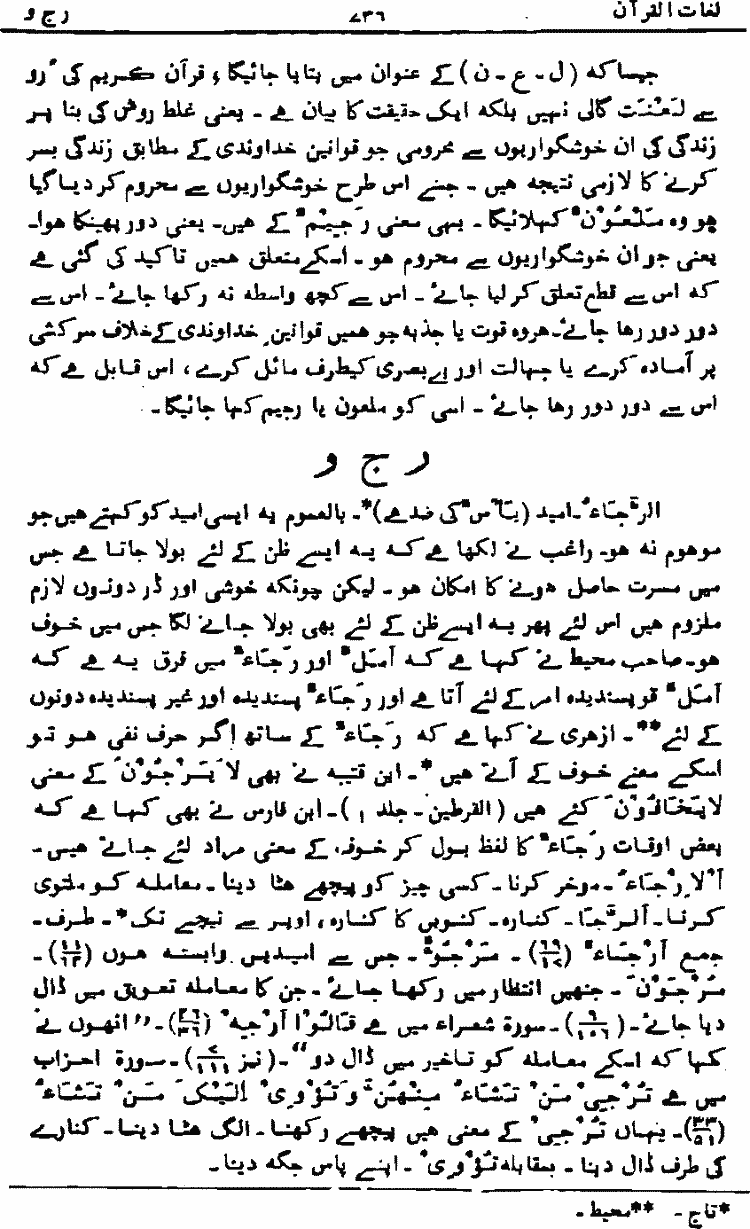 لغات القرآن ۷۳۶ ر ج و
جیسا کہ (ل - ع - ن) کے عنوان میں بتایا جائیگا، قرآن کریم کی رو
سے لَعْنَت گالی نہیں بلکہ ایک حقیقت کا بیان ہے - یعنی غلط روش کی بنا پر
زندگی کی ان خوشگواریوں سے محرومی جو قوانین خداوندی کے مطابق زندگی بسر
کرنے کا لازمی نتیجہ ہیں - جسے اس طرح خوشگواریوں سے محروم کر دیا گیا
ہو وہ مَلْعُوْنٌ کہلائیگا - یہی معنی رَجِیْمٌ کے ہیں - یعنی دور پھینکا ہوا -
یعنی جو ان خوشگواریوں سے محروم ہو - اسکے متعلق ہمیں تاکید کی گئی ہے
کہ اس سے قطع تعلق کر لیا جائے - اس سے کچھ واسطہ نہ رکھا جائے - اس سے
دور دور رہا جائے - ہر وہ قوت یا جذبہ جو ہمیں قوانینِ خداوندی کے خلاف سرکشی
پر آمادہ کرے یا جہالت اور بے بصری کیطرف مائل کرے، اس قابل ہے کہ
اس سے دور دور رہا جائے - اسی کو ملعون یا رجیم کہا جائیگا -
ر ج و
الرَّجَاءُ - امید (یَأْسٌ کی ضد ہے)* - بالعموم یہ ایسی امید کو کہتے ہیں جو
موہوم نہ ہو - راغب نے لکھا ہے کہ یہ ایسے ظن کے لئے بولا جاتا ہے جس
میں مسرت حاصل ہونے کا امکان ہو - لیکن چونکہ خوشی اور ڈر دونوں لازم
ملزوم ہیں اس لئے پھر یہ ایسے ظن کے لئے بھی بولا جانے لگا جس میں خوف
ہو - صاحب محیط نے کہا ہے کہ اَمَلٌ اور رَجَاءٌ میں فرق یہ ہے کہ
اَمَلٌ تو پسندیدہ امر کے لئے آتا ہے اور رَجَاءٌ پسندیدہ اور غیر پسندیدہ دونوں
کے لئے** - ازہری نے کہا ہے کہ رَجَاءٌ کے ساتھ اگر حرف نفی ہو تو
اسکے معنے خوف کے آتے ہیں* - ابن قتیبہ نے بھی لَا یَرْجُوْنَ کے معنی
لَا یَخَافُوْنَ کئے ہیں (القرطین - جلد ۱) - ابن فارس نے بھی کہا ہے کہ
بعض اوقات رَجَاءٌ کا لفظ بول کر خوف کے معنی مراد لئے جاتے ہیں -
اَلْاِرْجَاءُ - موخر کرنا - کسی چیز کو پیچھے ہٹا دینا - معاملہ کو ملتوی
کرنا - اَلرَّجَا - کنارہ - کنویں کا کنارہ، اوپر سے نیچے تک* - طرف -
جمع اَرْجَاءٌ (۶۹/۱۷) - مَرْجُوٌّ - جس سے امیدیں وابستہ ہوں (۱۱/۶۲) -
مُرْجَوْنَ - جنہیں انتظار میں رکھا جائے - جن کا معاملہ تعویق میں ڈال
دیا جائے - (۹/۱۰۶) - سورۃ شعراء میں ہے قَالُوْا اَرْجِهْ (۲۶/۳۶) - ”انہوں نے
کہا کہ اسکے معاملہ کو تاخیر میں ڈال دو“ - (نیز ۷/۱۱۱) - سورۃ احزاب
میں ہے تُرْجِیْ مَنْ تَشَاءُ مِنْهُنَّ وَ تُؤْوِیْ اِلَیْکَ مَنْ تَشَاءُ
(۳۳/۵۱) - یہاں تُرْجِیْ کے معنی ہیں پیچھے رکھنا - الگ ہٹا دینا - کنارے
کی طرف ڈال دینا - بمقابلہ تُؤْوِیْ - اپنے پاس جگہ دینا -
*تاج - **محیط -